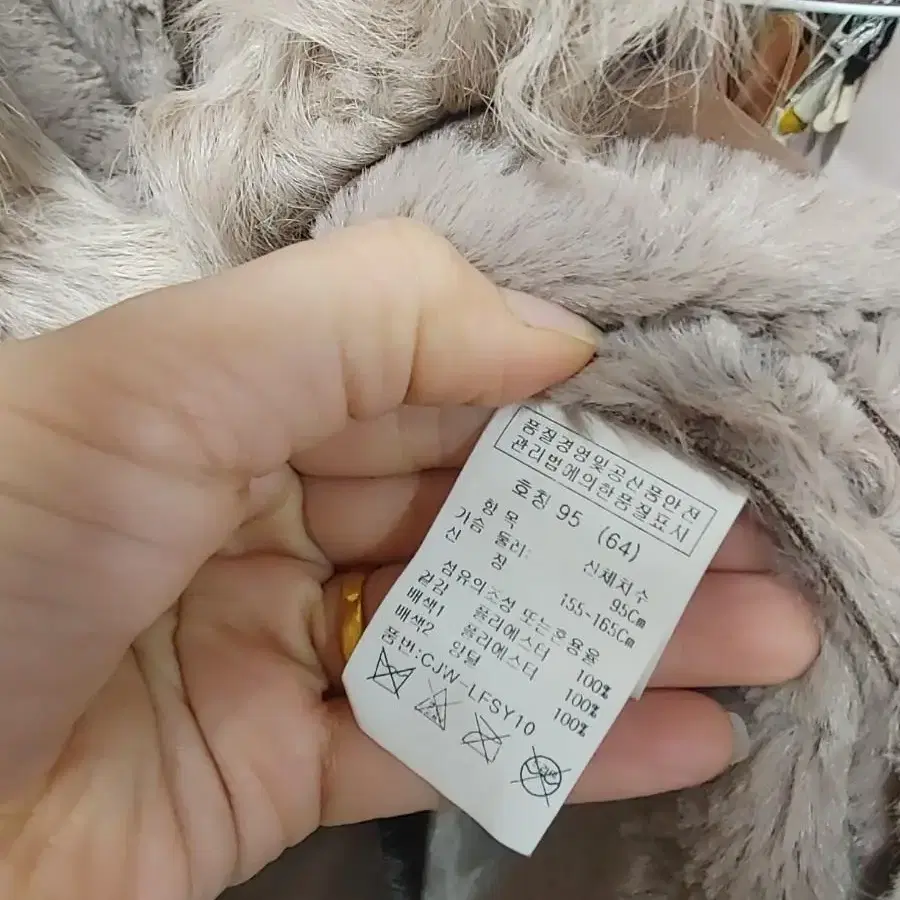 품질경영및공산품안전
관리법에의한품질표시
호칭 95 (64)
항목 신체치수
가슴 둘레: 95Cm
신 장 155-165Cm
섬유의조성 또는혼용율
겉감 폴리에스터 100%
배색1 폴리에스터 100%
배색2 양털 100%
품번:CJW-LFSY10